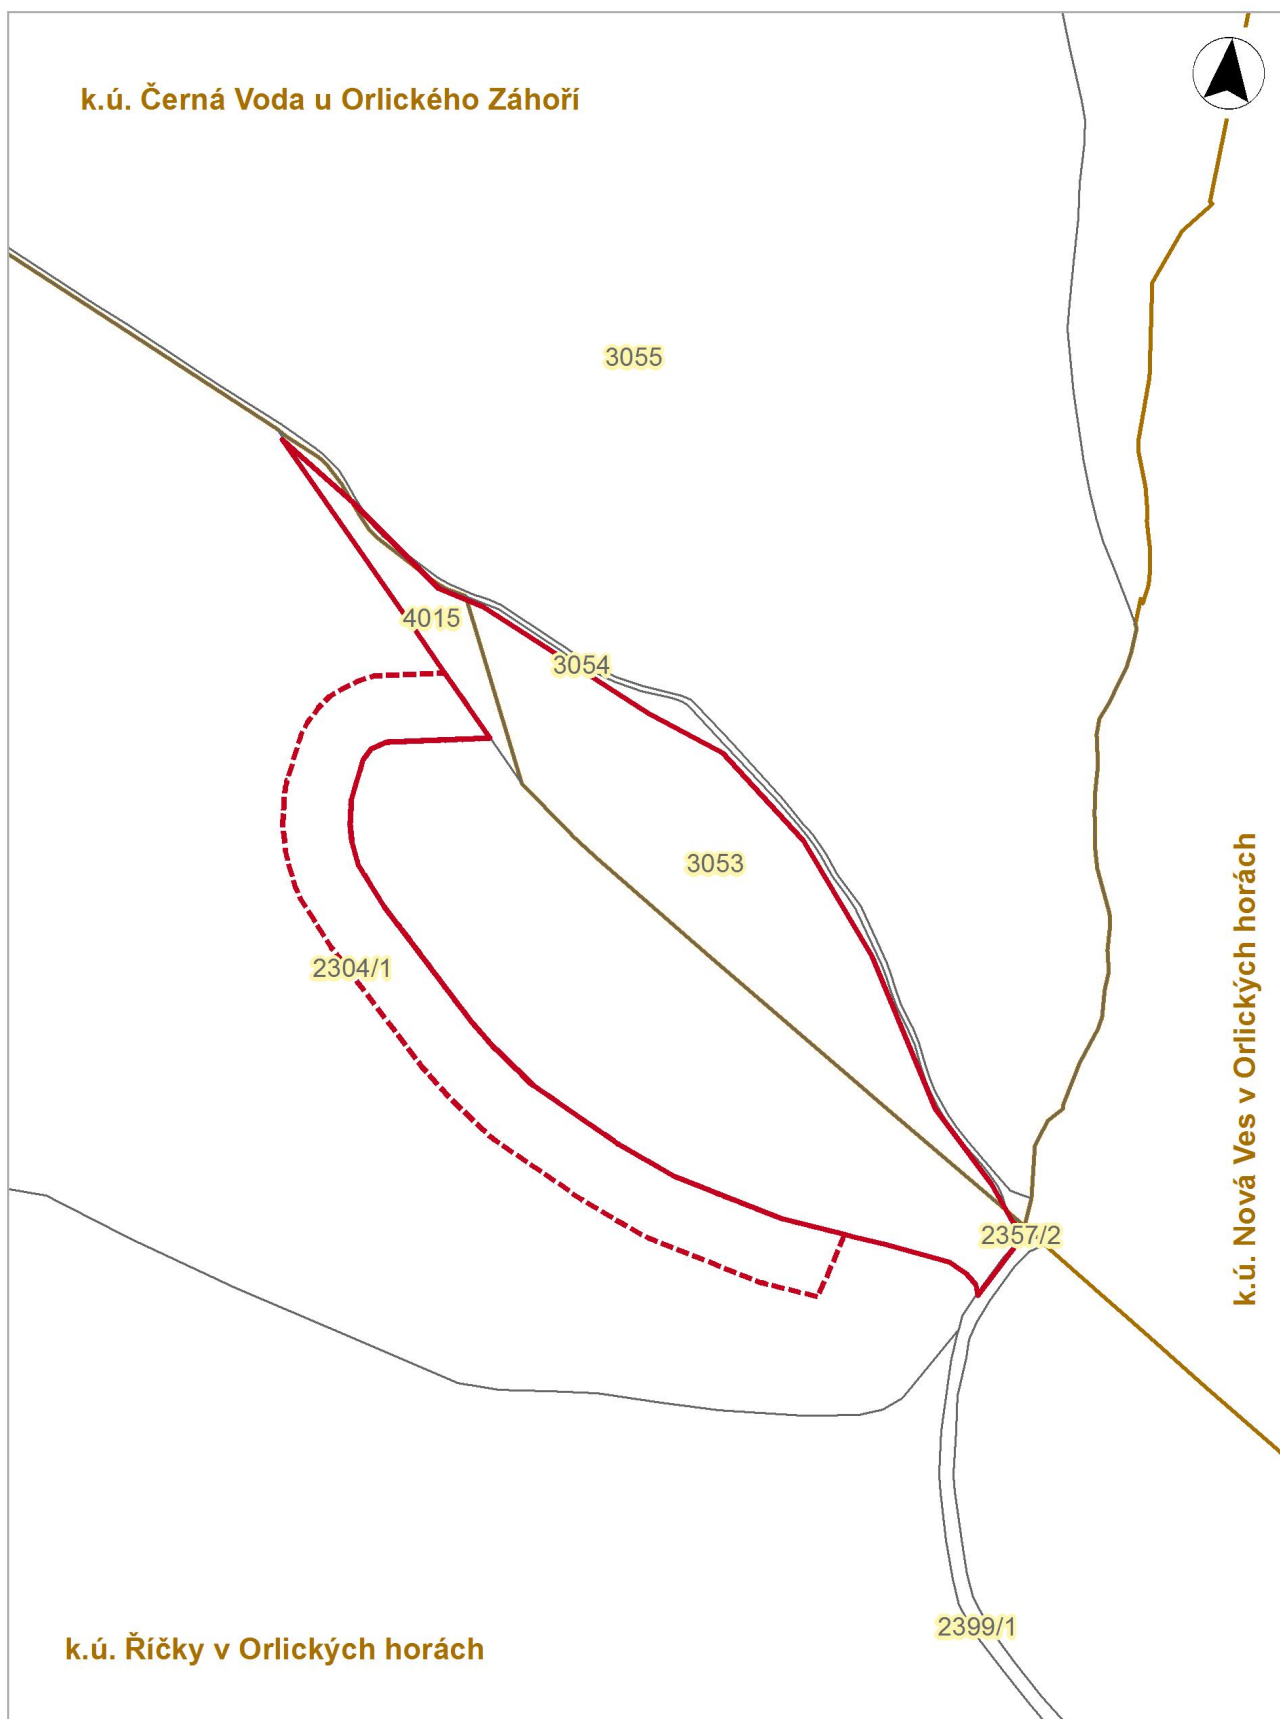 k.ú. Černá Voda u Orlického Záhoří
3055
4015
3054
3053
2304/1
2357/2
k.ú. Nová Ves v Orlických horách
2399/1
k.ú. Říčky v Orlických horách